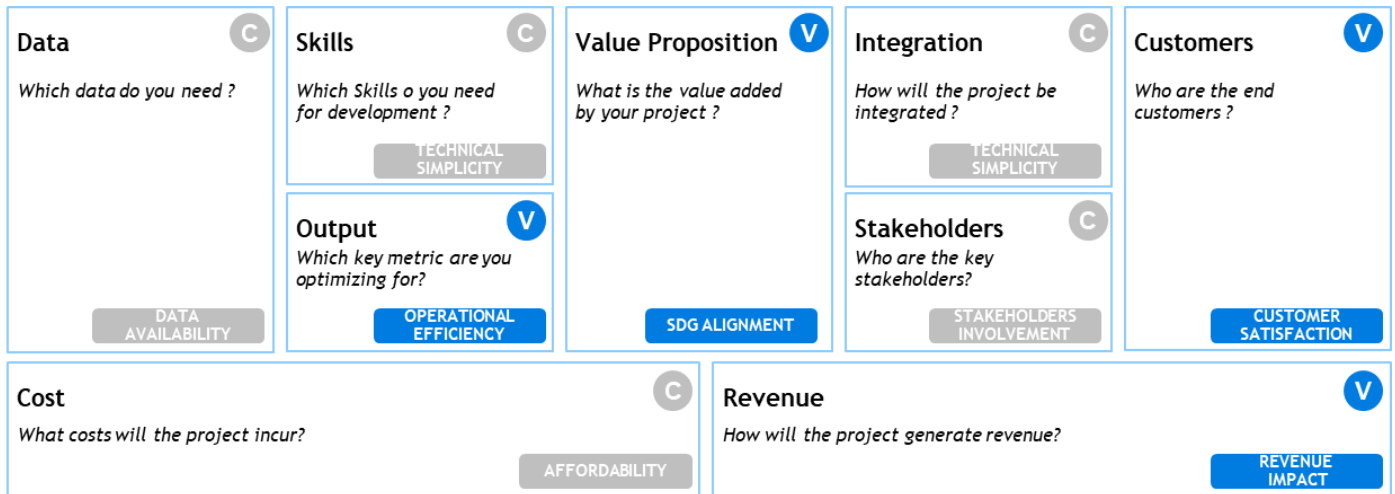 Data
C
Which data do you need ?
DATA
AVAILABILITY
Skills
C
Which Skills o you need
for development ?
TECHNICAL
SIMPLICITY
Output
V
Which key metric are you
optimizing for?
OPERATIONAL
EFFICIENCY
Value Proposition
V
What is the value added
by your project ?
SDG ALIGNMENT
Integration
C
How will the project be
integrated ?
TECHNICAL
SIMPLICITY
Stakeholders
C
Who are the key
stakeholders?
STAKEHOLDERS
INVOLVEMENT
Customers
V
Who are the end
customers ?
CUSTOMER
SATISFACTION
Cost
C
What costs will the project incur?
AFFORDABILITY
Revenue
V
How will the project generate revenue?
REVENUE
IMPACT